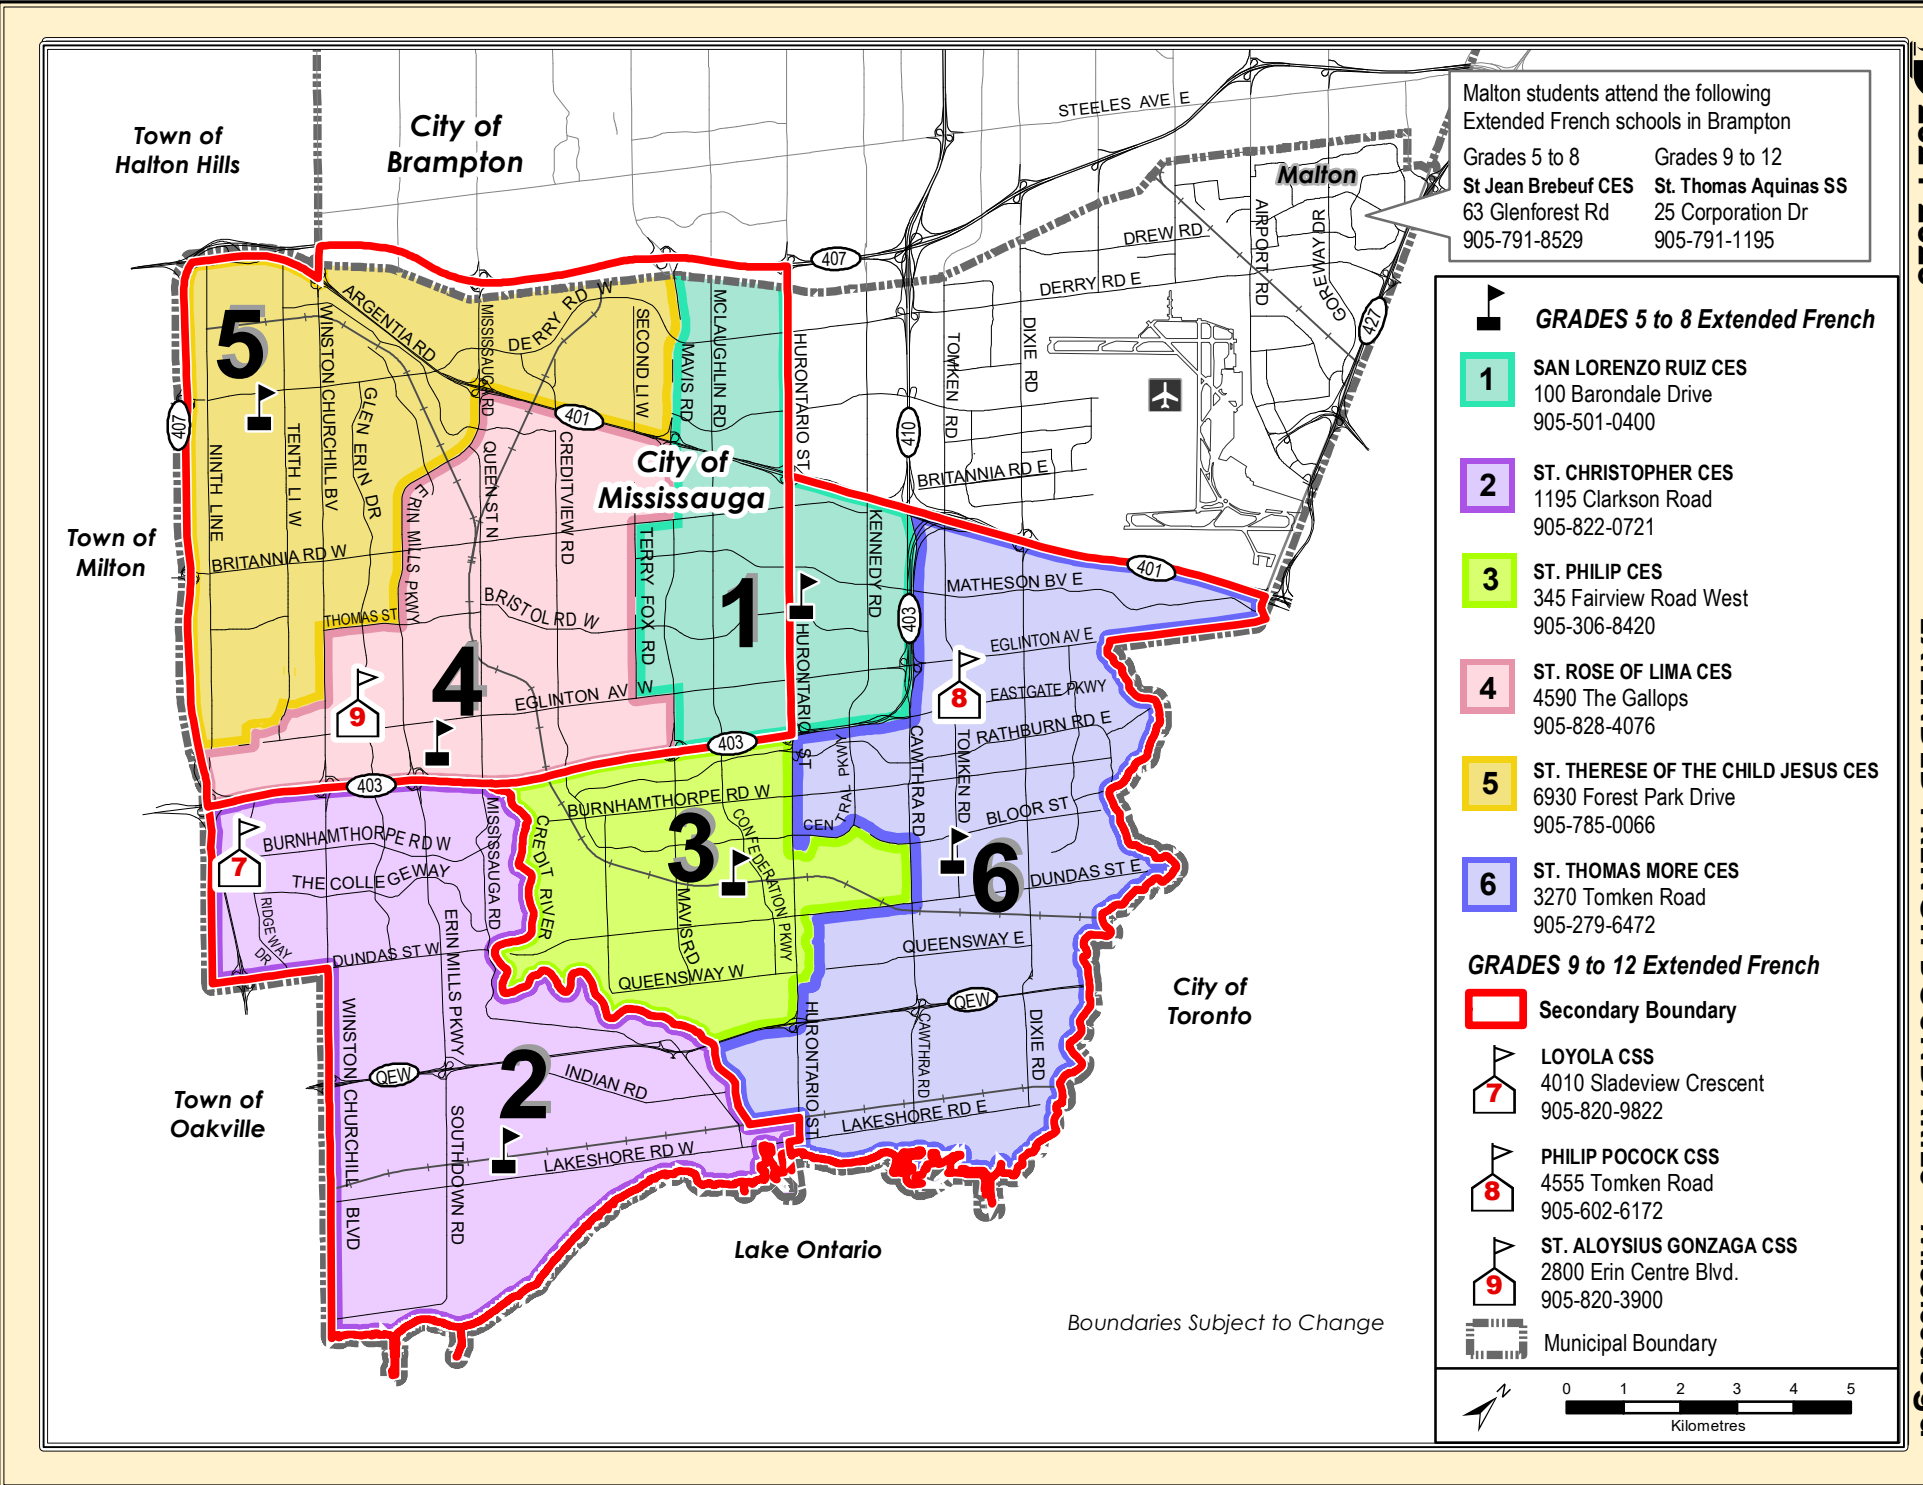 Town of
Halton Hills
City of
Brampton
STEELES AVE E
Malton
Malton students attend the following
Extended French schools in Brampton
Grades 5 to 8
St Jean Brebeuf CES
63 Glenforest Rd
905-791-8529
Grades 9 to 12
St. Thomas Aquinas SS
25 Corporation Dr
905-791-1195
DREW RD
AIRPORT RD
GOREWAY DR
DERRY RD E
407
427
410
407
401
5
ARGENTIA RD
DERRY RD W
WINSTON CHURCHIL BV
MISSISSAUGA RD
SECOND LI W
MAVIS RD
MCLAUGHLIN RD
HURONTARIO ST
TOMKEN RD
DIXIE RD
GLEN ERIN DR
TENTH LI W
NINTH LINE
QUEEN ST N
CREDITVIEW RD
City of
Mississauga
BRITANNIA RD E
ERIN MILLS PKWY
BRITANNIA RD W
TERRY FOX RD
KENNEDY RD
Town of
Milton
THOMAS ST
BRISTOL RD W
1
403
MATHESON BV E
401
EGLINTON AV E
4
9
EGLINTON AV W
HURONTARIO ST
8
EASTGATE PKWY
RATHBURN RD E
403
403
CAWTHRA RD
TOMKEN RD
CENTRAL PKWY
BLOOR ST
BURNHAMTHORPE RD W
BURNHAMTHORPE RD W
MISSISSAUGA RD
CREDIT RIVER
3
CONFEDERATION PKWY
MAVIS RD
6
DUNDAS ST E
7
THE COLLEGEWAY
RIDGEWAY
DR
ERIN MILLS PKWY
DUNDAS ST W
QUEENSWAY E
QUEENSWAY W
QEW
City of
Toronto
CAWTHRA RD
DIXIE RD
HURONTARIO ST
WINSTON CHURCHILL BLVD
QEW
2
INDIAN RD
SOUTHDOWN RD
LAKESHORE RD E
LAKESHORE RD W
Town of
Oakville
Lake Ontario
Boundaries Subject to Change
GRADES 5 to 8 Extended French
1
SAN LORENZO RUIZ CES
100 Barondale Drive
905-501-0400
2
ST. CHRISTOPHER CES
1195 Clarkson Road
905-822-0721
3
ST. PHILIP CES
345 Fairview Road West
905-306-8420
4
ST. ROSE OF LIMA CES
4590 The Gallops
905-828-4076
5
ST. THERESE OF THE CHILD JESUS CES
6930 Forest Park Drive
905-785-0066
6
ST. THOMAS MORE CES
3270 Tomken Road
905-279-6472
GRADES 9 to 12 Extended French
Secondary Boundary
7
LOYOLA CSS
4010 Sladeview Crescent
905-820-9822
8
PHILIP POCOCK CSS
4555 Tomken Road
905-602-6172
9
ST. ALOYSIUS GONZAGA CSS
2800 Erin Centre Blvd.
905-820-3900
Municipal Boundary
N
0 1 2 3 4 5
Kilometres